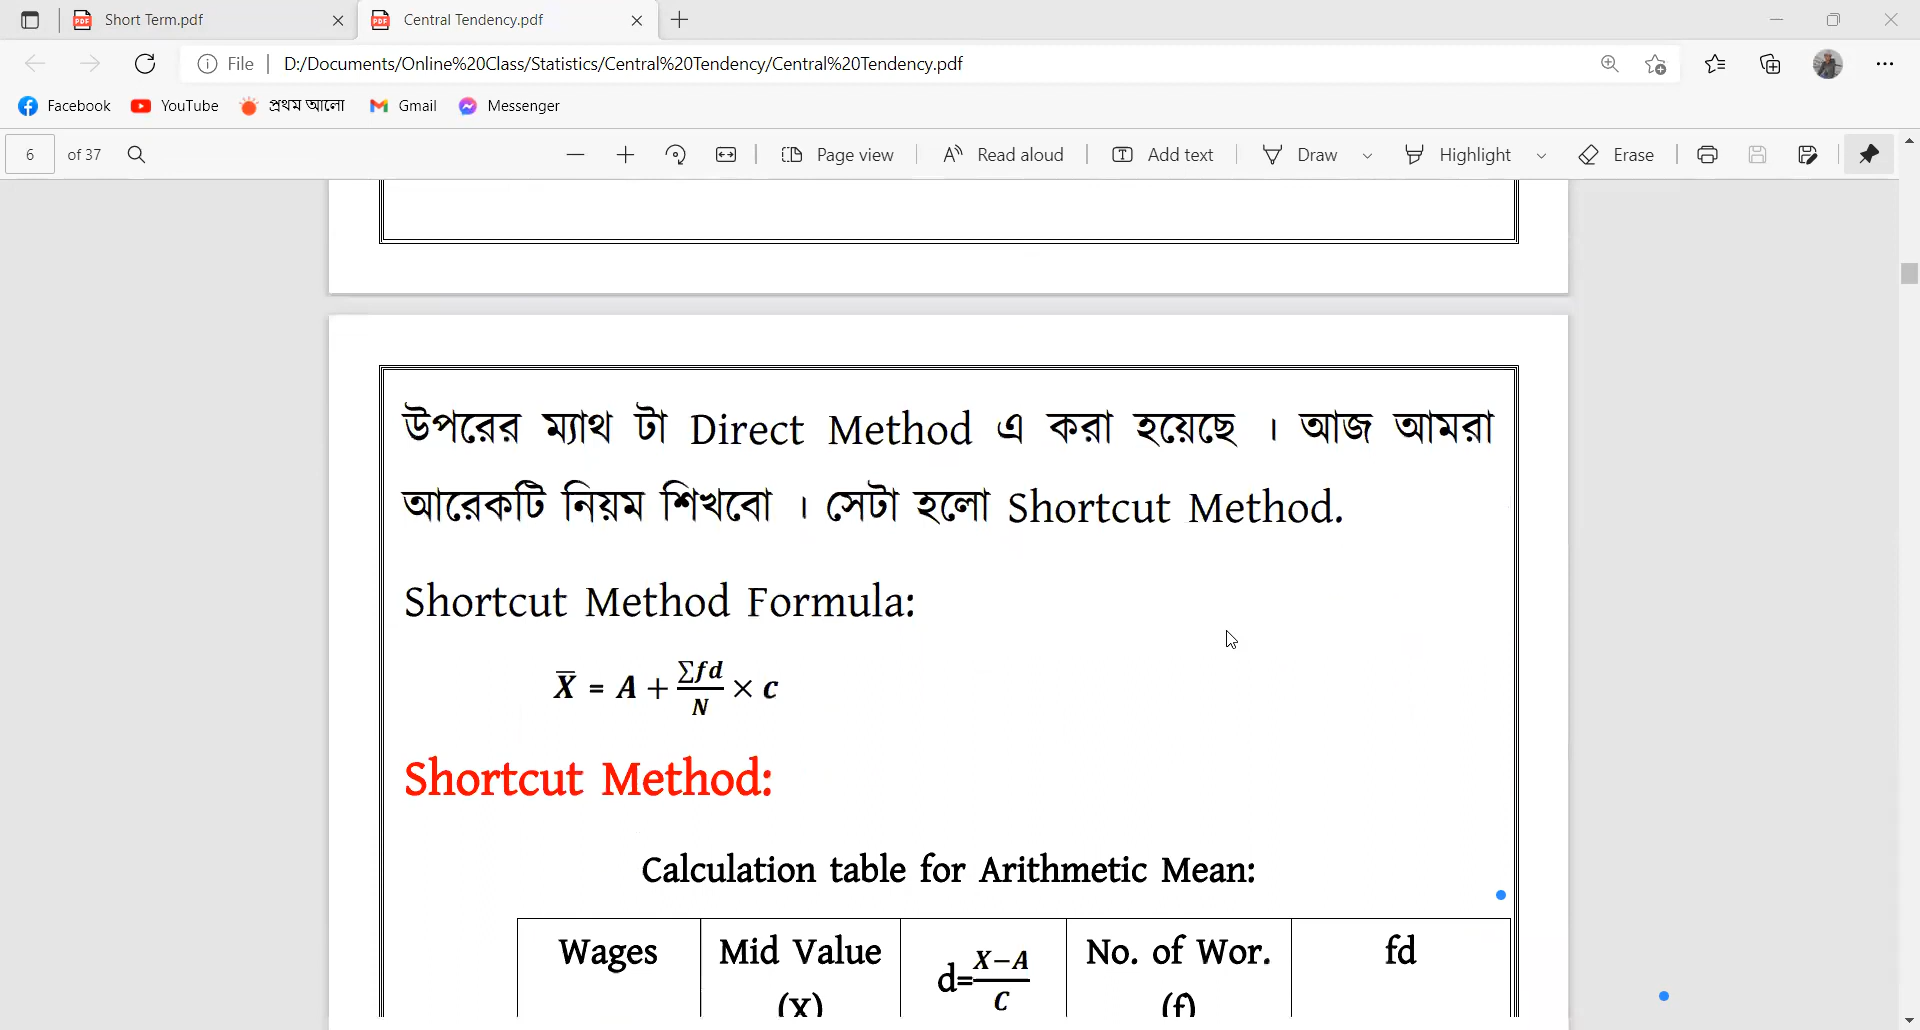 Short Term.pdf
Central Tendency.pdf
File
D:/Documents/Online%20Class/Statistics/Central%20Tendency/Central%20Tendency.pdf
Facebook YouTube প্রথম আলো Gmail Messenger
6 of 37 Page view Read aloud Add text Draw Highlight Erase
উপরের ম্যাথ টা Direct Method এ করা হয়েছে । আজ আমরা
আরেকটি নিয়ম শিখবো । সেটা হলো Shortcut Method.
Shortcut Method Formula:
X̅ = A + ∑fd/N × c
Shortcut Method:
Calculation table for Arithmetic Mean:
Wages Mid Value (X) d=X−A/C No. of Wor. (f) fd